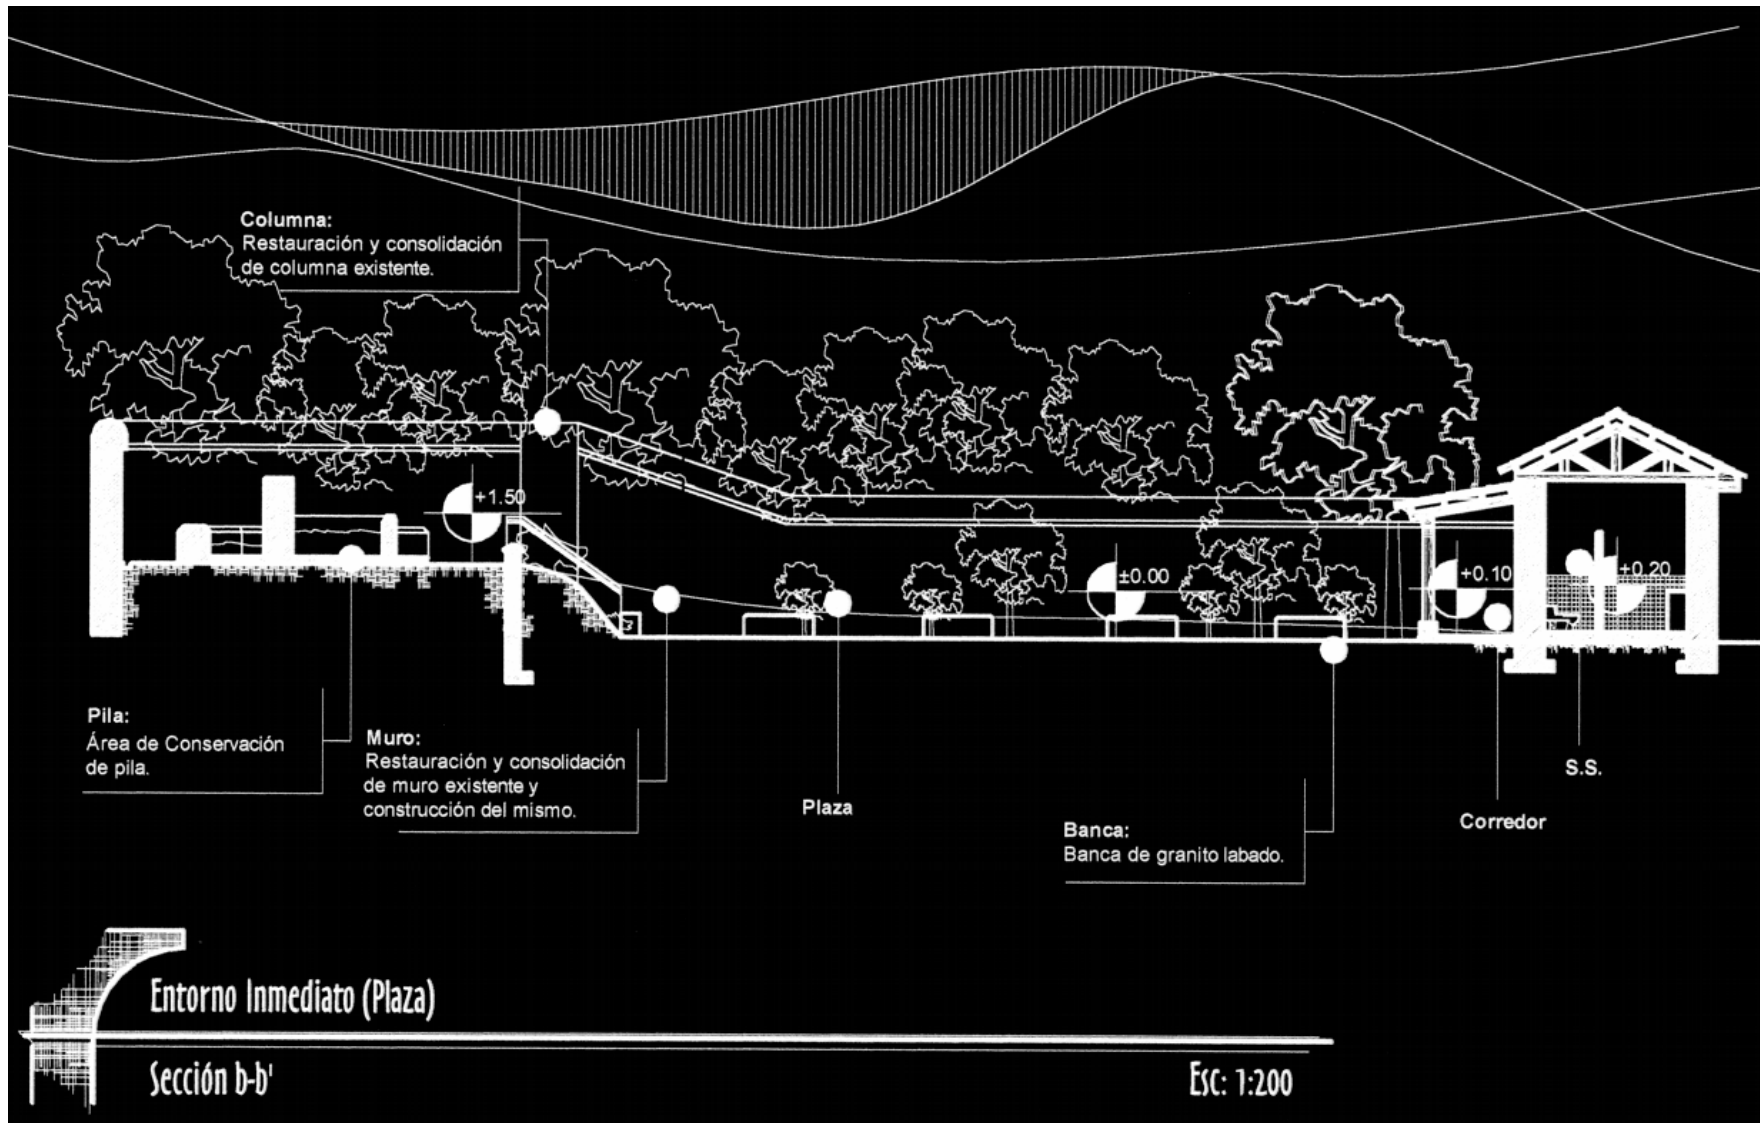 Columna:
Restauración y consolidación
de columna existente.
+1.50
±0.00
+0.10
+0.20
Pila:
Área de Conservación
de pila.
Muro:
Restauración y consolidación
de muro existente y
construcción del mismo.
Plaza
Banca:
Banca de granito labado.
Corredor
S.S.
Entorno Inmediato (Plaza)
Sección b-b'
Esc: 1:200